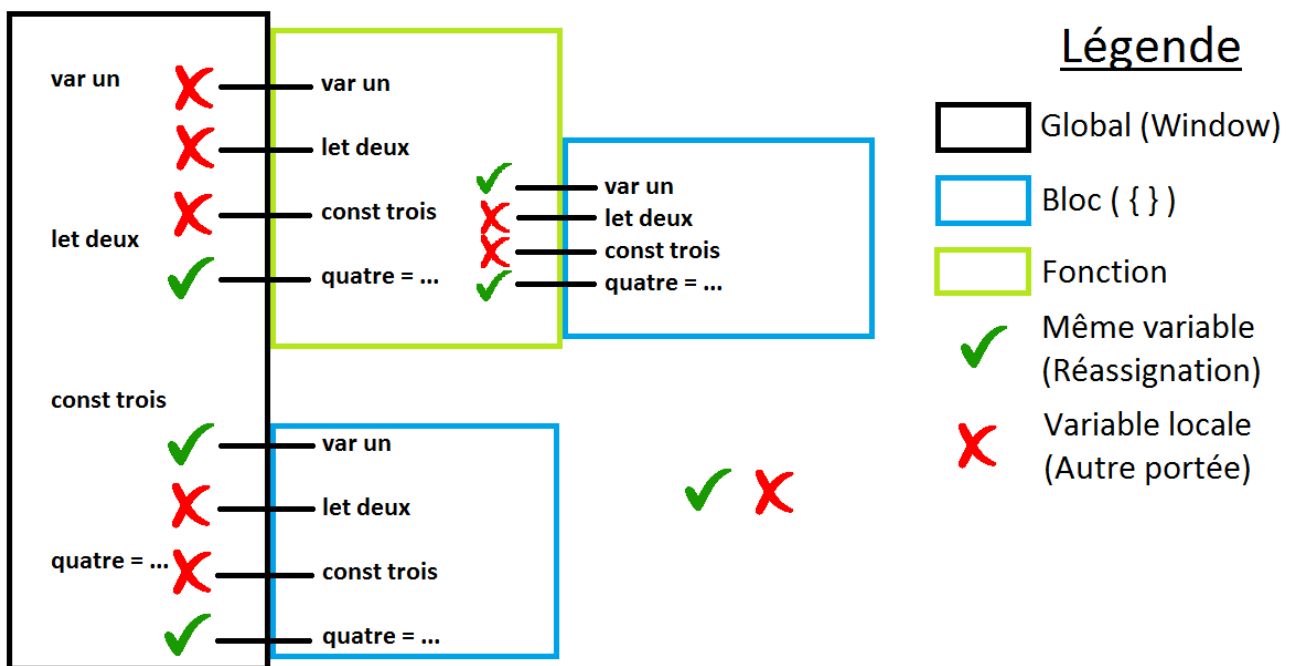 var un
let deux
const trois
quatre = ...
var un
let deux
const trois
quatre = ...
var un
let deux
const trois
quatre = ...
var un
let deux
const trois
quatre = ...
Légende
Global (Window)
Bloc ( { } )
Fonction
Même variable
(Réassignation)
Variable locale
(Autre portée)